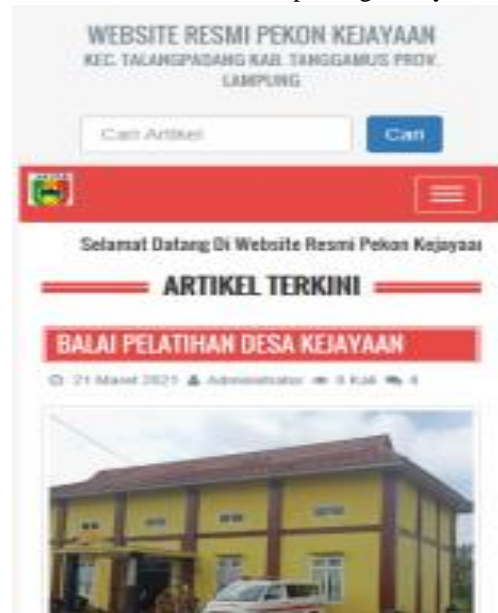 WEBSITE RESMI PEKON KEJAYAAN
KEC. TALANGPADANG KAB. TANGGAMUS PROV.
LAMPUNG
Cari Artikel
Cari
Selamat Datang Di Website Resmi Pekon Kejayaan
ARTIKEL TERKINI
BALAI PELATIHAN DESA KEJAYAAN
21 Maret 2021 Administrator Kali